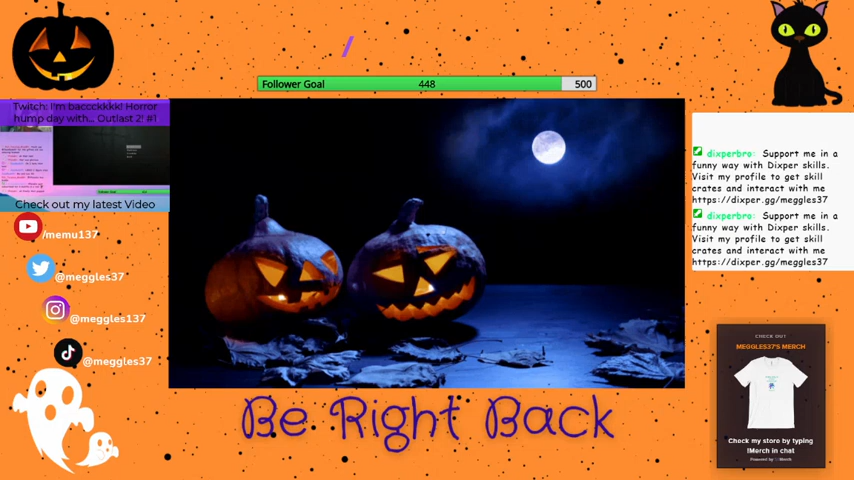 Follower Goal 448 500
Twitch: I'm baccckkkk! Horror
hump day with... Outlast 2! #1
Check out my latest Video
/memu137
@meggles37
@meggles137
@meggles37
dixperbro: Support me in a
funny way with Dixper skills.
Visit my profile to get skill
crates and interact with me
https://dixper.gg/meggles37
dixperbro: Support me in a
funny way with Dixper skills.
Visit my profile to get skill
crates and interact with me
https://dixper.gg/meggles37
CHECK OUT
MEGGLES37'S MERCH
Check my store by typing
!Merch in chat
Powered by
Be Right Back